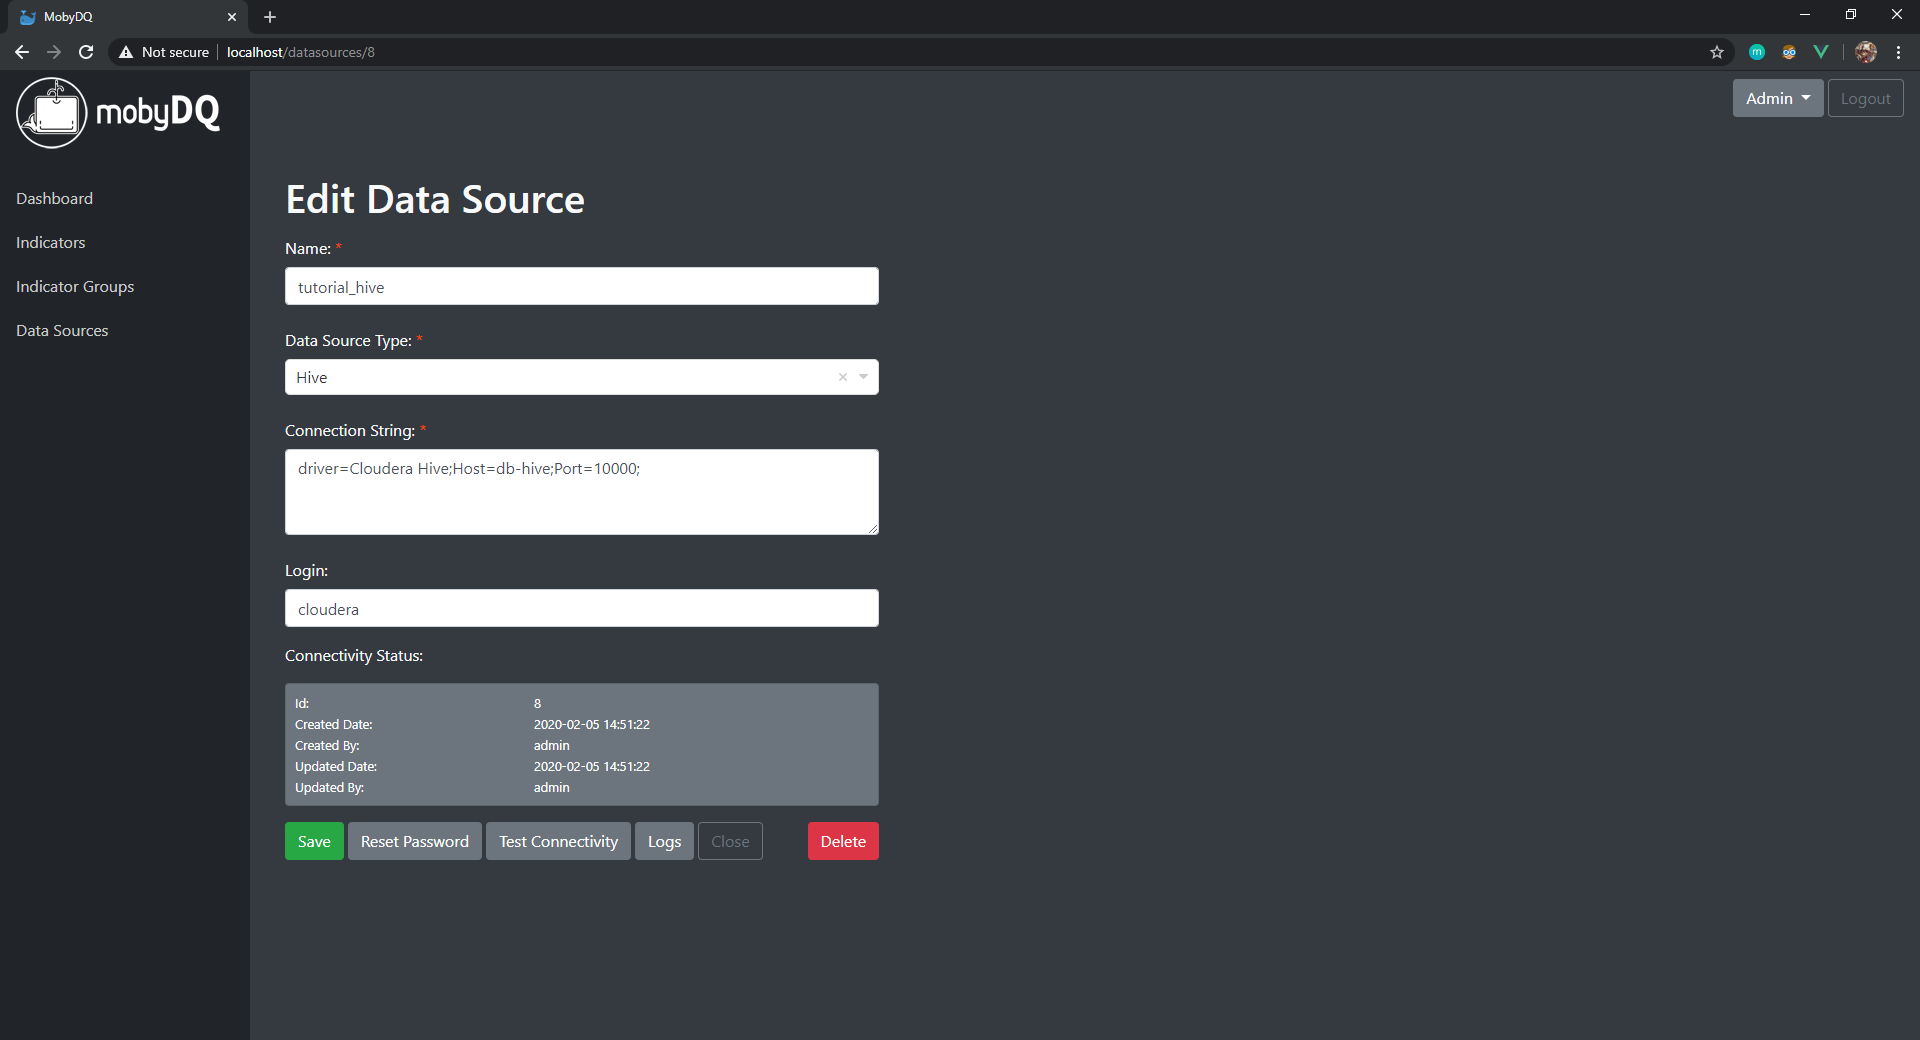 MobyDQ
Not secure
localhost/datasources/8
m
mobyDQ
Admin
Logout
Dashboard
Indicators
Indicator Groups
Data Sources
Edit Data Source
Name: *
tutorial_hive
Data Source Type: *
Hive
Connection String: *
driver=Cloudera Hive;Host=db-hive;Port=10000;
Login:
cloudera
Connectivity Status:
Id: 8
Created Date: 2020-02-05 14:51:22
Created By: admin
Updated Date: 2020-02-05 14:51:22
Updated By: admin
Save Reset Password Test Connectivity Logs Close Delete